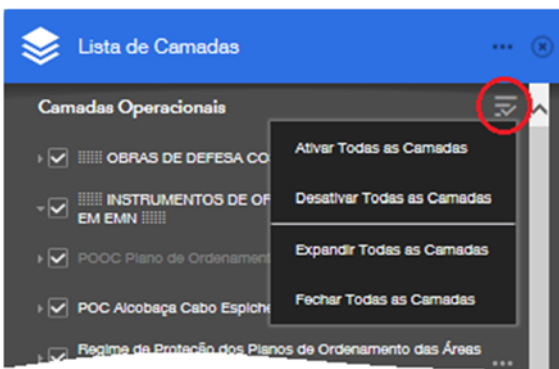 Lista de Camadas
Camadas Operacionais
Ativar Todas as Camadas
Desativar Todas as Camadas
Expandir Todas as Camadas
Fechar Todas as Camadas
OBRAS DE DEFESA CO
INSTRUMENTOS DE OR
EM EMN
POOC Plano de Ordenament
POC Alcobaça Cabo Espiche
Regime de Proteção dos Planos de Ordenamento das Áreas